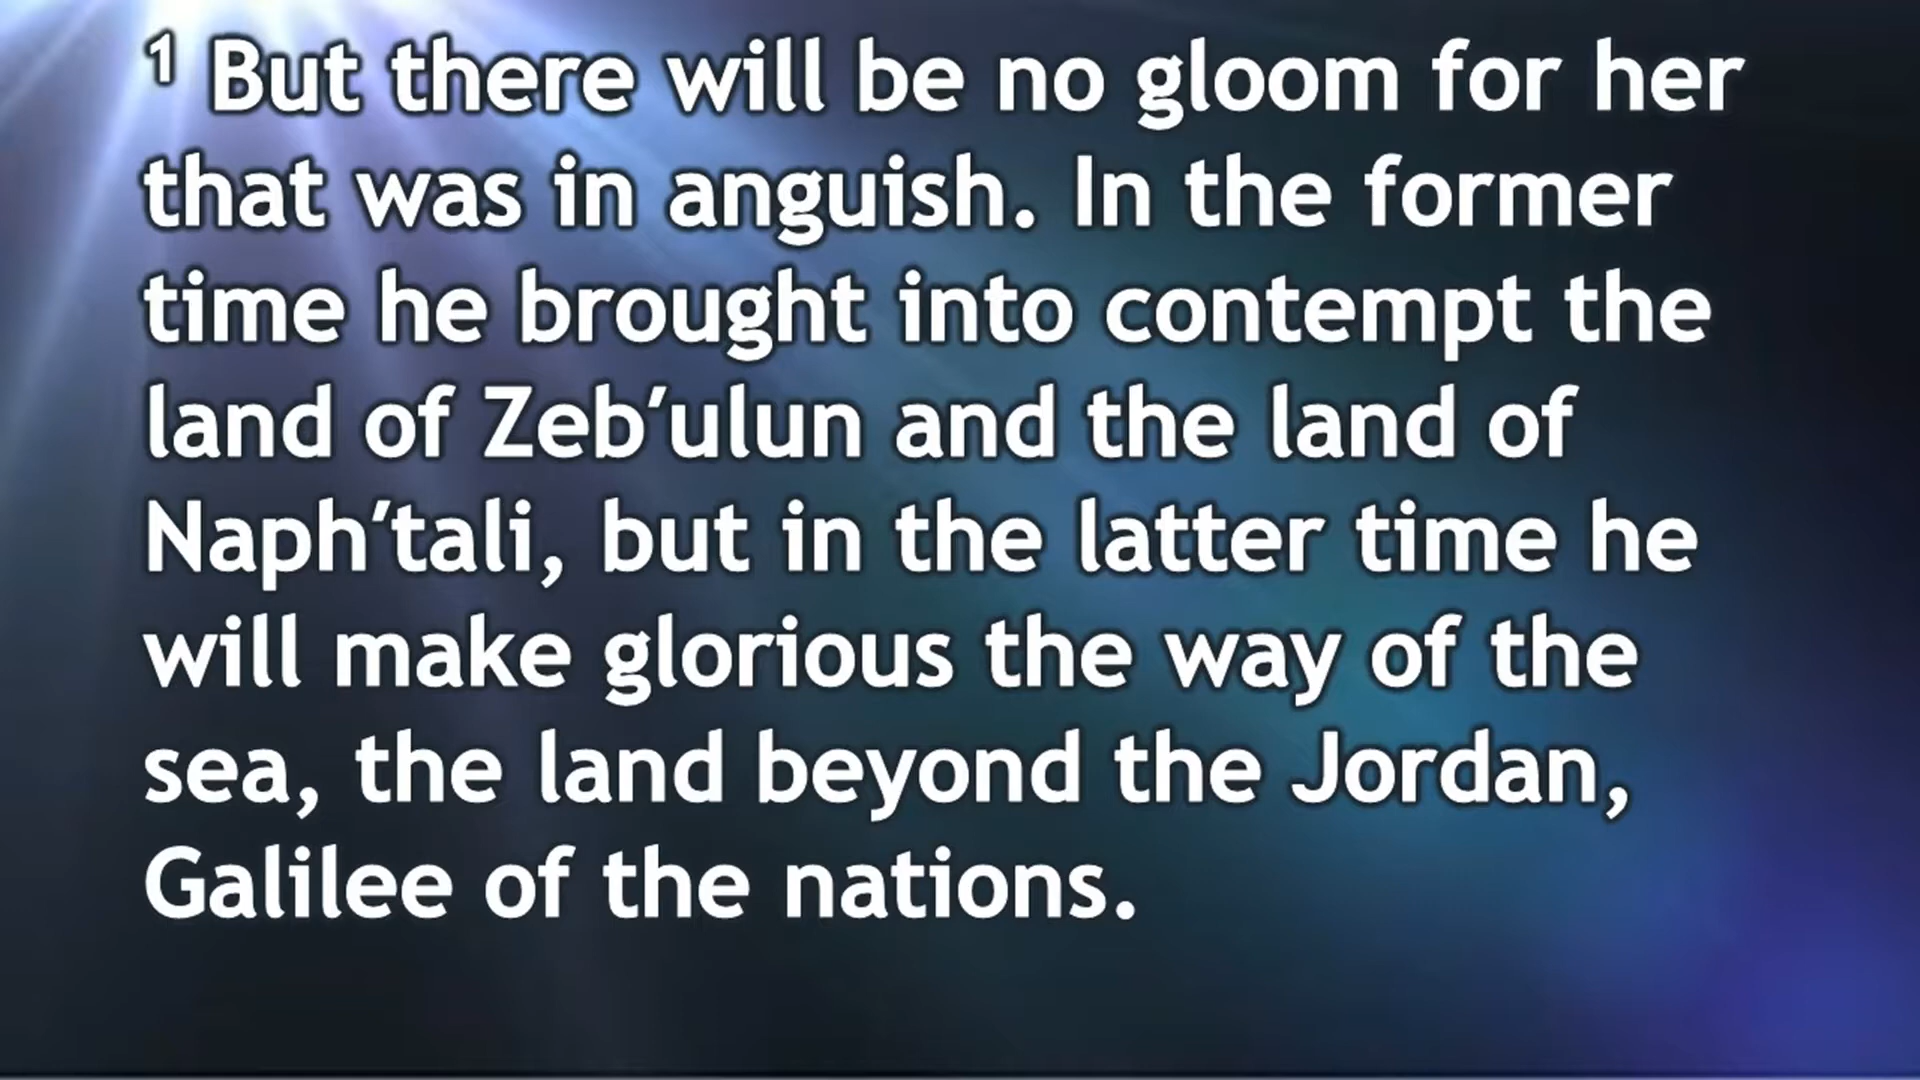 1 But there will be no gloom for her
that was in anguish. In the former
time he brought into contempt the
land of Zeb′ulun and the land of
Naph′tali, but in the latter time he
will make glorious the way of the
sea, the land beyond the Jordan,
Galilee of the nations.